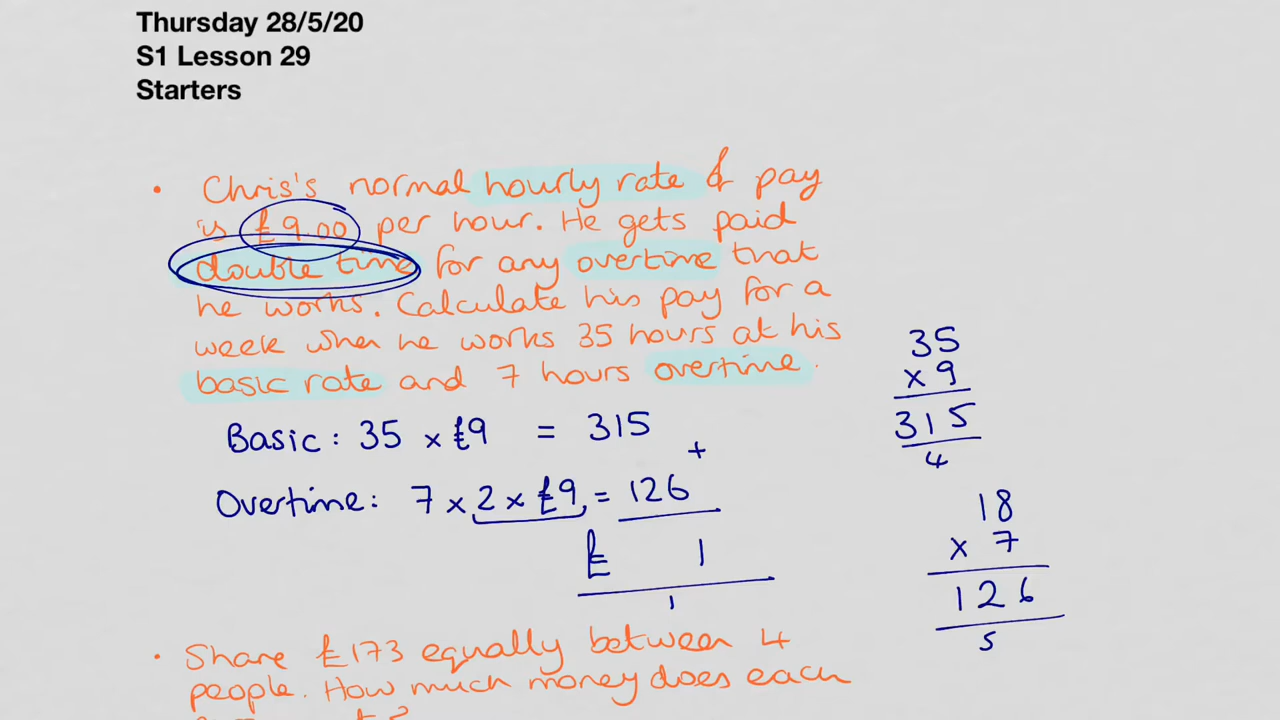 Thursday 28/5/20
S1 Lesson 29
Starters
• Chris's normal hourly rate of pay
is £9.00 per hour. He gets paid
double time for any overtime that
he works. Calculate his pay for a
week when he works 35 hours at his
basic rate and 7 hours overtime.
Basic: 35 x £9 = 315
+
Overtime: 7 x 2 x £9 = 126
£ 1
1
35
x 9
315
4
18
x 7
126
5
• Share £173 equally between 4
people. How much money does each